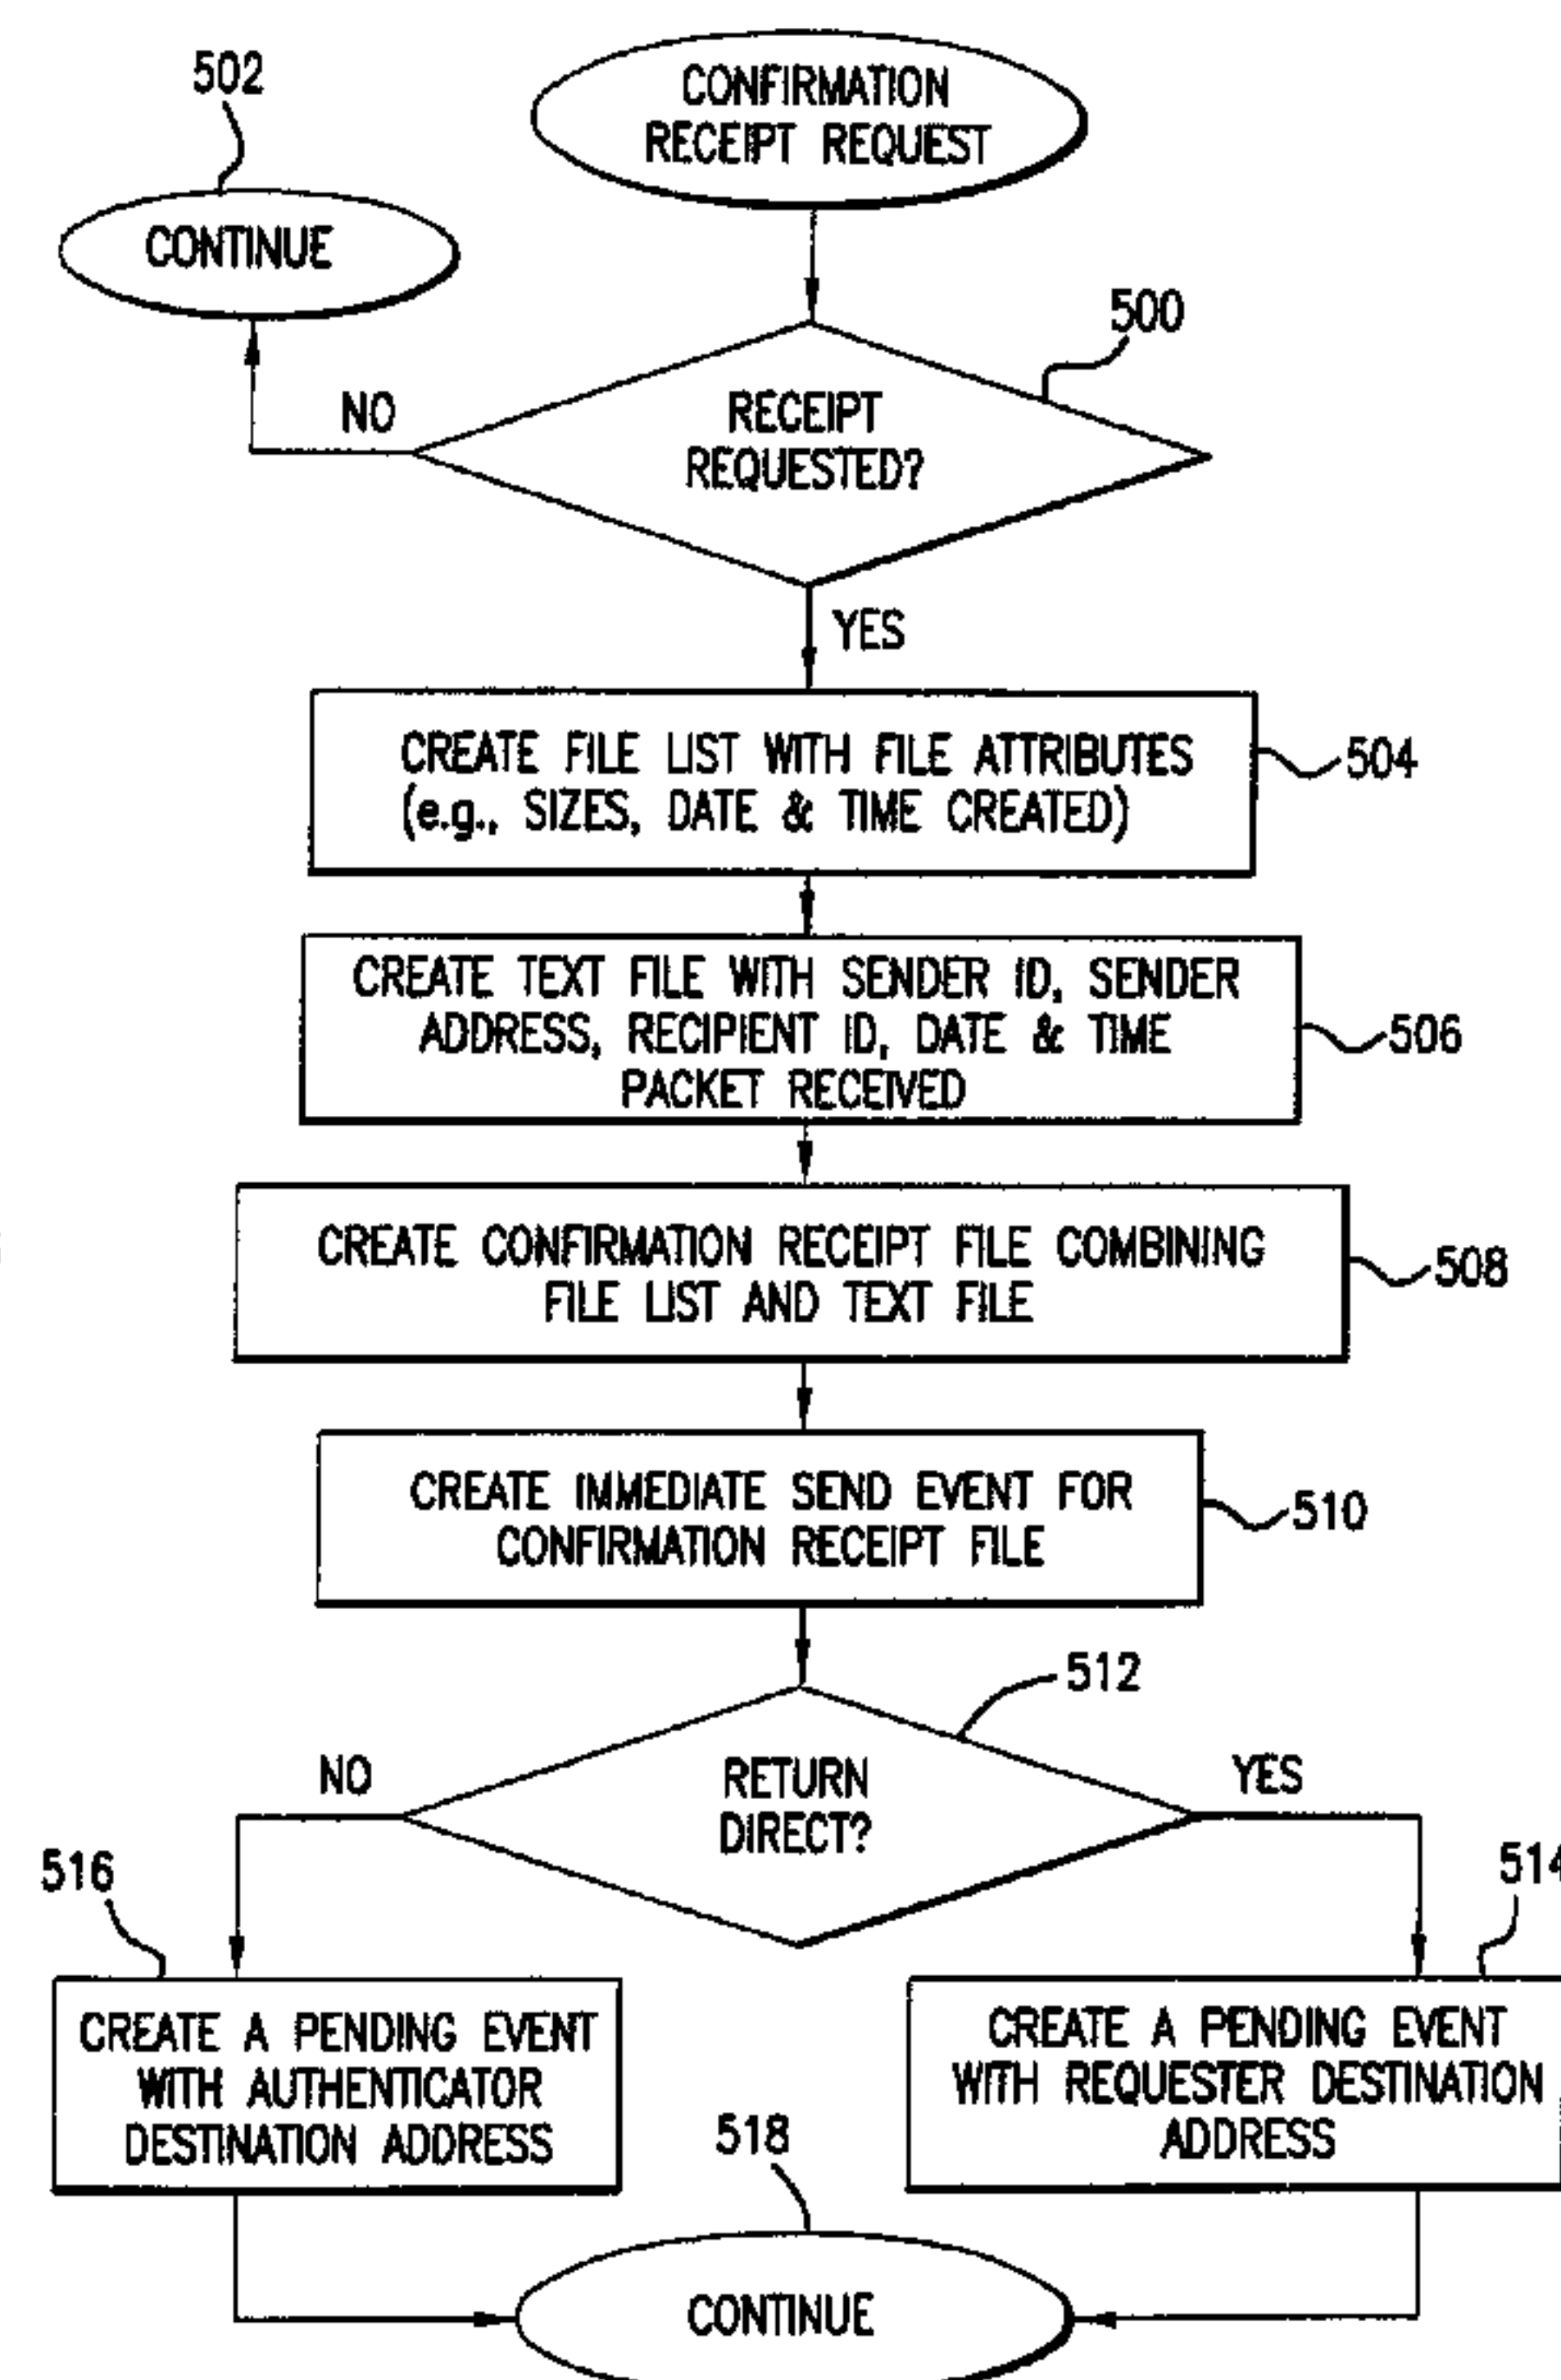 502
CONFIRMATION
RECEIPT REQUEST
CONTINUE
500
NO
RECEIPT
REQUESTED?
YES
CREATE FILE LIST WITH FILE ATTRIBUTES
(e.g., SIZES, DATE & TIME CREATED)
504
CREATE TEXT FILE WITH SENDER ID, SENDER
ADDRESS, RECIPIENT ID, DATE & TIME
PACKET RECEIVED
506
CREATE CONFIRMATION RECEIPT FILE COMBINING
FILE LIST AND TEXT FILE
508
CREATE IMMEDIATE SEND EVENT FOR
CONFIRMATION RECEIPT FILE
510
512
NO
RETURN
DIRECT?
YES
516
514
CREATE A PENDING EVENT
WITH AUTHENTICATOR
DESTINATION ADDRESS
CREATE A PENDING EVENT
WITH REQUESTER DESTINATION
ADDRESS
518
CONTINUE